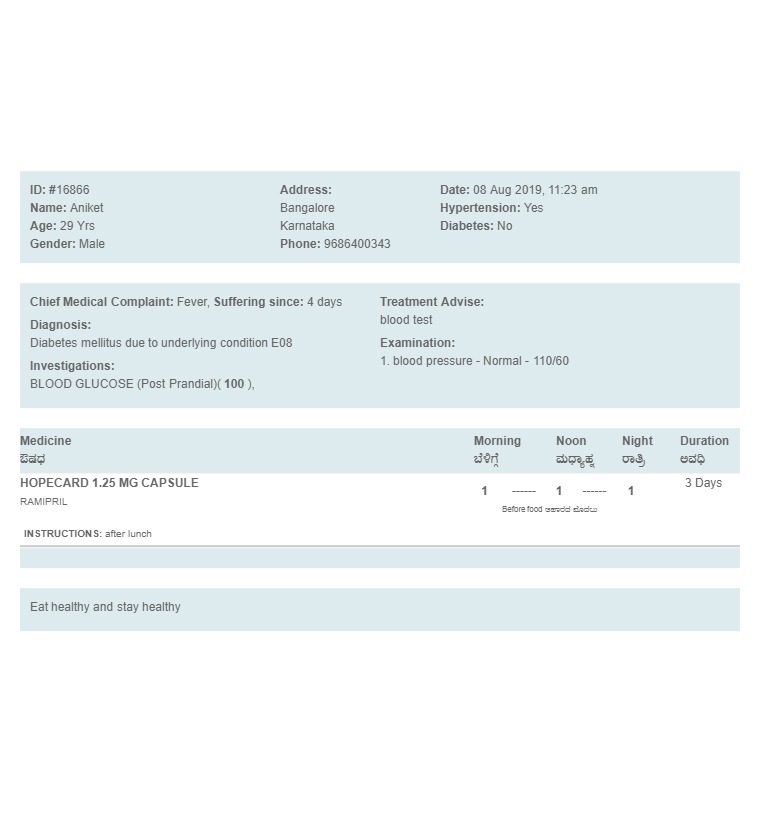 ID: #16866
Name: Aniket
Age: 29 Yrs
Gender: Male
Address:
Bangalore
Karnataka
Phone: 9686400343
Date: 08 Aug 2019, 11:23 am
Hypertension: Yes
Diabetes: No
Chief Medical Complaint: Fever, Suffering since: 4 days
Diagnosis:
Diabetes mellitus due to underlying condition E08
Investigations:
BLOOD GLUCOSE (Post Prandial)( 100 ),
Treatment Advise:
blood test
Examination:
1. blood pressure - Normal - 110/60
Medicine Morning Noon Night Duration
ಔಷಧ ಬೆಳಿಗ್ಗೆ ಮಧ್ಯಾಹ್ನ ರಾತ್ರಿ ಅವಧಿ
HOPECARD 1.25 MG CAPSULE 3 Days
1 ------ 1 ------ 1
RAMIPRIL
Before food ಆಹಾರದ ಮೊದಲು
INSTRUCTIONS: after lunch
Eat healthy and stay healthy